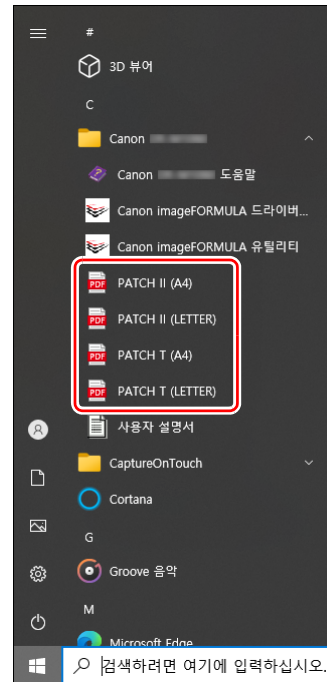 #
3D 뷰어
C
Canon
Canon 도움말
Canon imageFORMULA 드라이버...
Canon imageFORMULA 유틸리티
PATCH II (A4)
PATCH II (LETTER)
PATCH T (A4)
PATCH T (LETTER)
사용자 설명서
CaptureOnTouch
Cortana
G
Groove 음악
M
Microsoft Edge
검색하려면 여기에 입력하십시오.